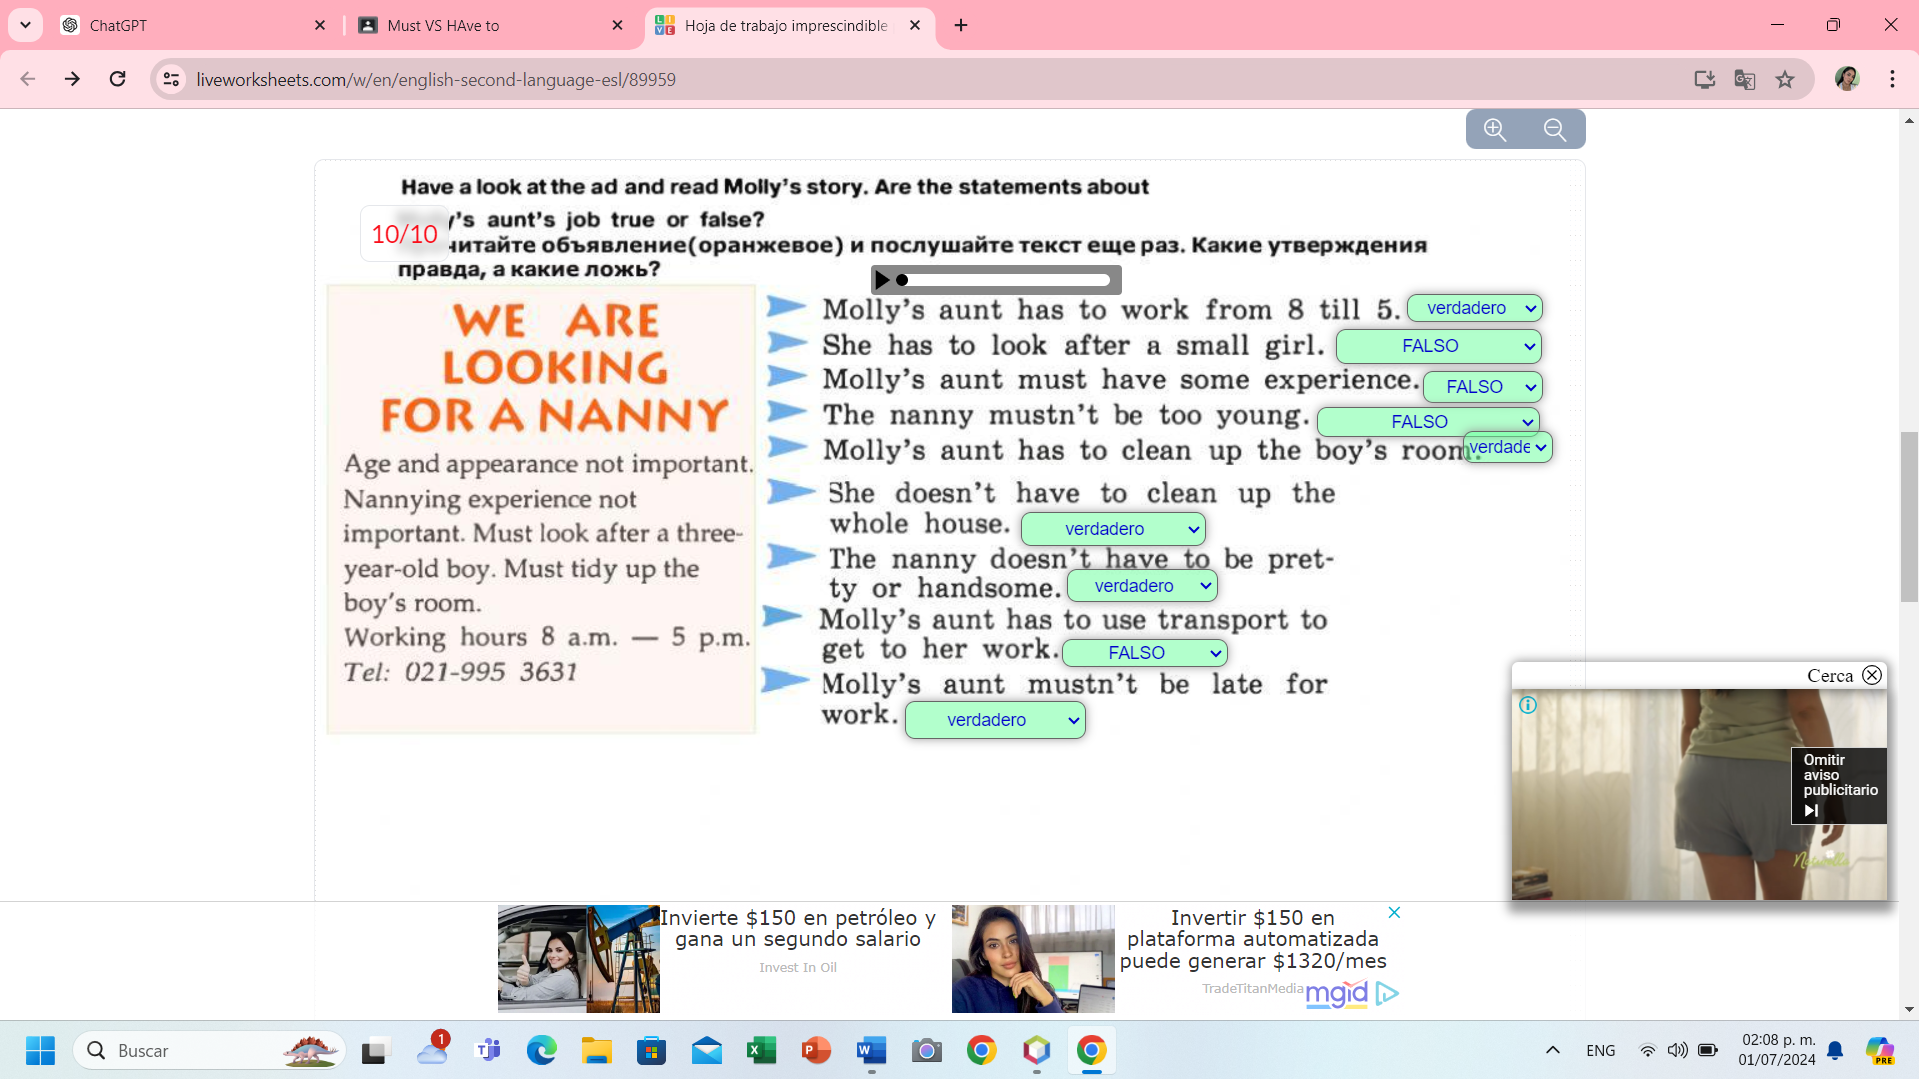 ChatGPT
Must VS HAve to
Hoja de trabajo imprescindible
liveworksheets.com/w/en/english-second-language-esl/89959
Have a look at the ad and read Molly's story. Are the statements about
's aunt's job true or false?
10/10
читайте объявление(оранжевое) и послушайте текст еще раз. Какие утверждения
правда, а какие ложь?
WE ARE
LOOKING
FOR A NANNY
Age and appearance not important.
Nannying experience not
important. Must look after a three-
year-old boy. Must tidy up the
boy's room.
Working hours 8 a.m. — 5 p.m.
Tel: 021-995 3631
Molly's aunt has to work from 8 till 5. verdadero
She has to look after a small girl. FALSO
Molly's aunt must have some experience. FALSO
The nanny mustn't be too young. FALSO
Molly's aunt has to clean up the boy's room. verdade
She doesn't have to clean up the
whole house. verdadero
The nanny doesn't have to be pret-
ty or handsome. verdadero
Molly's aunt has to use transport to
get to her work. FALSO
Molly's aunt mustn't be late for
work. verdadero
Cerca
Omitir
aviso
publicitario
Invierte $150 en petróleo y
gana un segundo salario
Invest In Oil
Invertir $150 en
plataforma automatizada
puede generar $1320/mes
TradeTitanMedia
mgid
Buscar
1
ENG
02:08 p. m.
01/07/2024
PRE